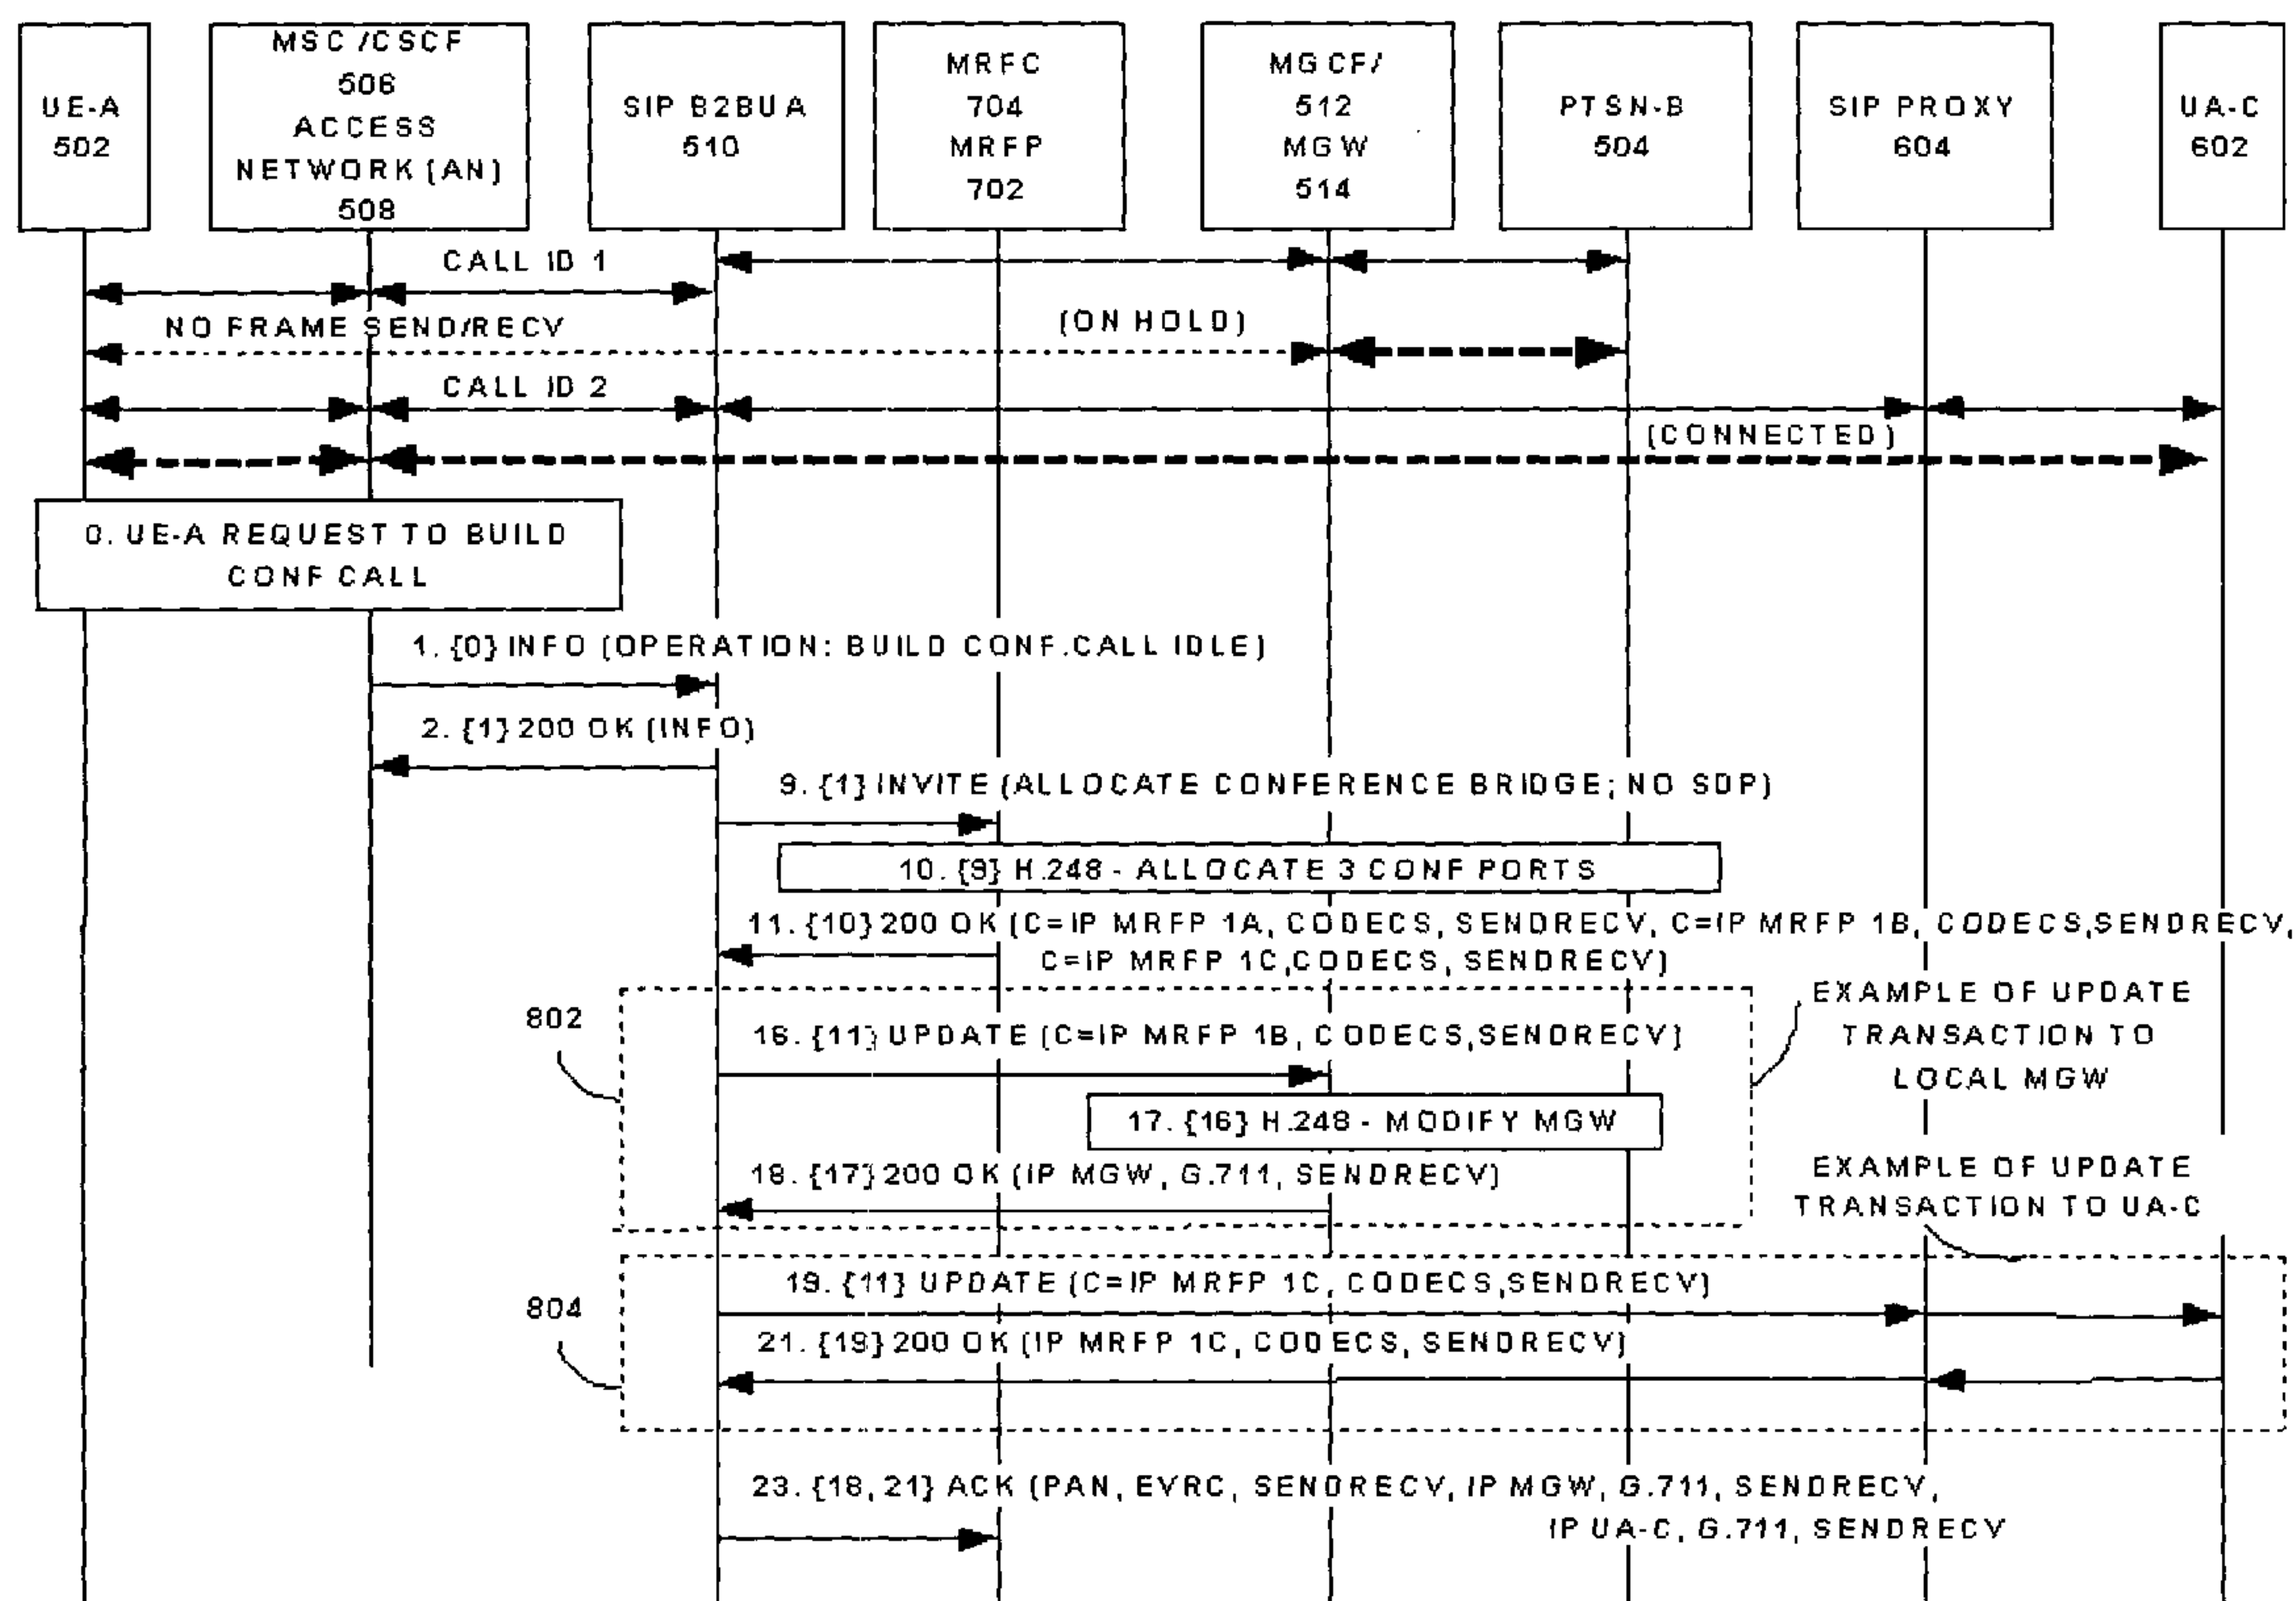 UE-A
502
MSC/CSCF
506
ACCESS
NETWORK (AN)
508
SIP B2BUA
510
MRFC
704
MRFP
702
MGCF/
512
MGW
514
PTSN-B
504
SIP PROXY
604
UA-C
602
CALL ID 1
NO FRAME SEND/RECV
(ON HOLD)
CALL ID 2
(CONNECTED)
0. UE-A REQUEST TO BUILD
CONF CALL
1. {0} INFO (OPERATION: BUILD CONF.CALL IDLE)
2. {1} 200 OK (INFO)
9. {1} INVITE (ALLOCATE CONFERENCE BRIDGE; NO SDP)
10. {9} H.248 - ALLOCATE 3 CONF PORTS
11. {10} 200 OK (C=IP MRFP 1A, CODECS, SENDRECV, C=IP MRFP 1B, CODECS,SENDRECV,
C=IP MRFP 1C,CODECS, SENDRECV)
802
EXAMPLE OF UPDATE
TRANSACTION TO
LOCAL MGW
16. {11} UPDATE (C=IP MRFP 1B, CODECS,SENDRECV)
17. {16} H.248 - MODIFY MGW
18. {17} 200 OK (IP MGW, G.711, SENDRECV)
EXAMPLE OF UPDATE
TRANSACTION TO UA-C
804
19. {11} UPDATE (C=IP MRFP 1C, CODECS,SENDRECV)
21. {19} 200 OK (IP MRFP 1C, CODECS, SENDRECV)
23. {18, 21} ACK (PAN, EVRC, SENDRECV, IP MGW, G.711, SENDRECV,
IP UA-C, G.711, SENDRECV